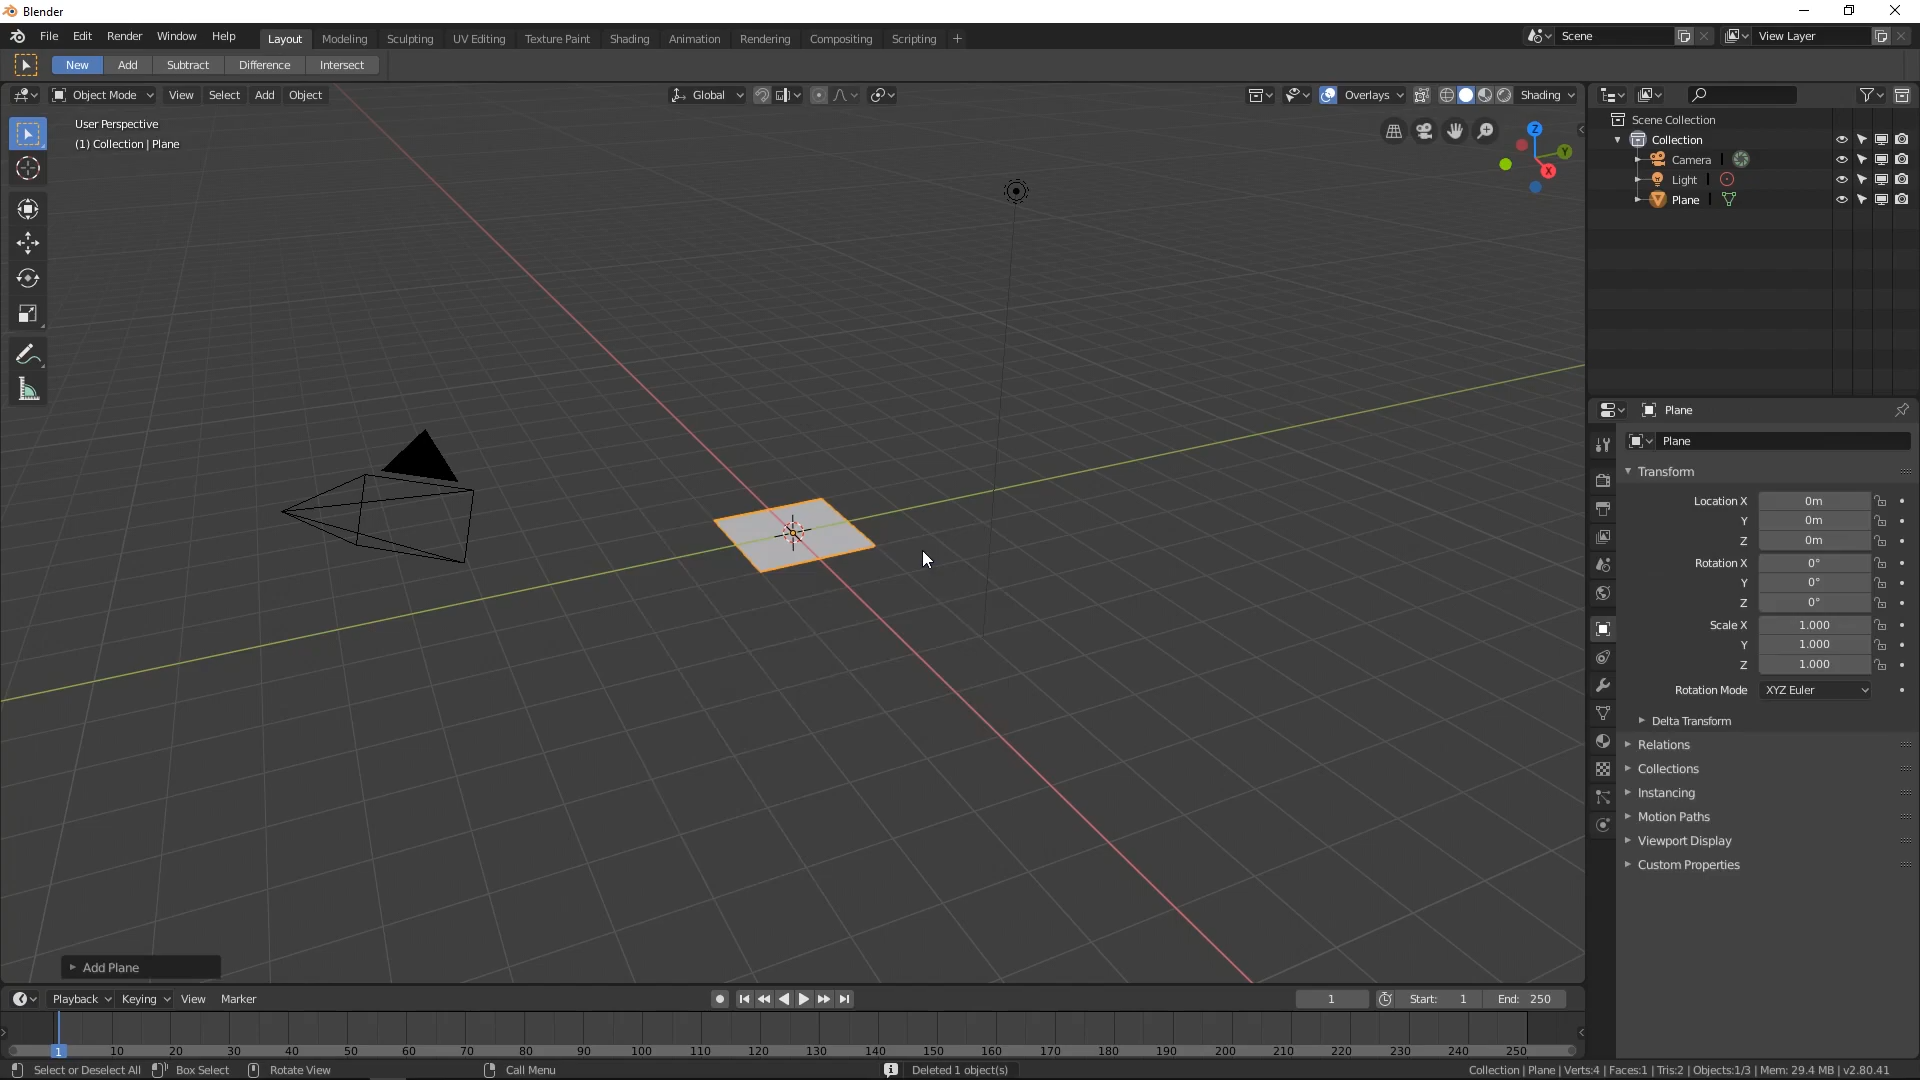 Blender
File Edit Render Window Help Layout Modeling Sculpting UV Editing Texture Paint Shading Animation Rendering Compositing Scripting + Scene View Layer
New Add Subtract Difference Intersect
Object Mode View Select Add Object Global Overlays Shading
User Perspective
(1) Collection | Plane
Z
Y
X
Scene Collection
Collection
Camera
Light
Plane
Plane
Plane
Transform
Location X 0m
Y 0m
Z 0m
Rotation X 0°
Y 0°
Z 0°
Scale X 1.000
Y 1.000
Z 1.000
Rotation Mode XYZ Euler
Delta Transform
Relations
Collections
Instancing
Motion Paths
Viewport Display
Custom Properties
Add Plane
Playback Keying View Marker 1 Start: 1 End: 250
1 10 20 30 40 50 60 70 80 90 100 110 120 130 140 150 160 170 180 190 200 210 220 230 240 250
Select or Deselect All Box Select Rotate View Call Menu Deleted 1 object(s) Collection | Plane | Verts:4 | Faces:1 | Tris:2 | Objects:1/3 | Mem: 29.4 MB | v2.80.41